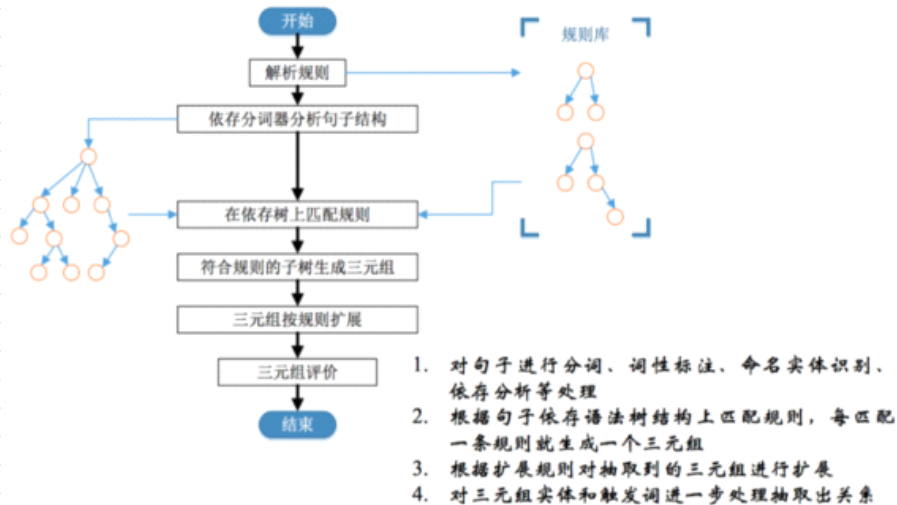 开始
规则库
解析规则
依存分词器分析句子结构
在依存树上匹配规则
符合规则的子树生成三元组
三元组按规则扩展
三元组评价
结束
1. 对句子进行分词、词性标注、命名实体识别、
依存分析等处理
2. 根据句子依存语法树结构上匹配规则，每匹配
一条规则就生成一个三元组
3. 根据扩展规则对抽取到的三元组进行扩展
4. 对三元组实体和触发词进一步处理抽取出关系